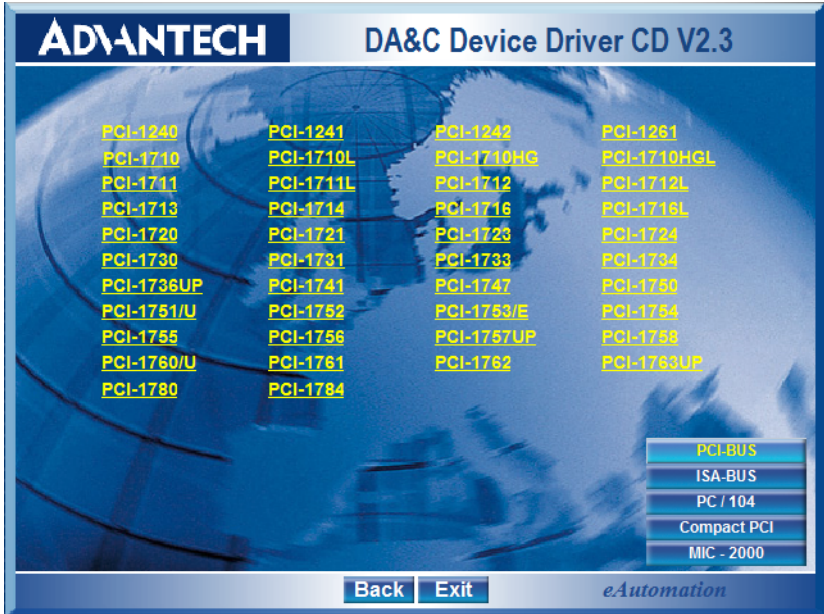 ADVANTECH DA&C Device Driver CD V2.3
PCI-1240 PCI-1241 PCI-1242 PCI-1261
PCI-1710 PCI-1710L PCI-1710HG PCI-1710HGL
PCI-1711 PCI-1711L PCI-1712 PCI-1712L
PCI-1713 PCI-1714 PCI-1716 PCI-1716L
PCI-1720 PCI-1721 PCI-1723 PCI-1724
PCI-1730 PCI-1731 PCI-1733 PCI-1734
PCI-1736UP PCI-1741 PCI-1747 PCI-1750
PCI-1751/U PCI-1752 PCI-1753/E PCI-1754
PCI-1755 PCI-1756 PCI-1757UP PCI-1758
PCI-1760/U PCI-1761 PCI-1762 PCI-1763UP
PCI-1780 PCI-1784
PCI-BUS
ISA-BUS
PC / 104
Compact PCI
MIC - 2000
Back Exit eAutomation